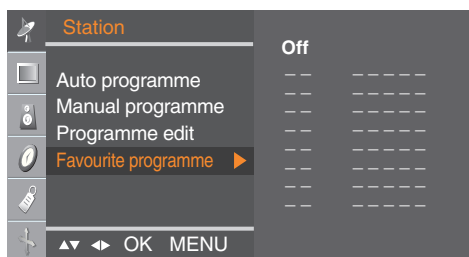 Station
Off
Auto programme
Manual programme
Programme edit
Favourite programme ▶
-- -----
-- -----
-- -----
-- -----
-- -----
-- -----
-- -----
-- -----
▲▼ ◀▶ OK MENU